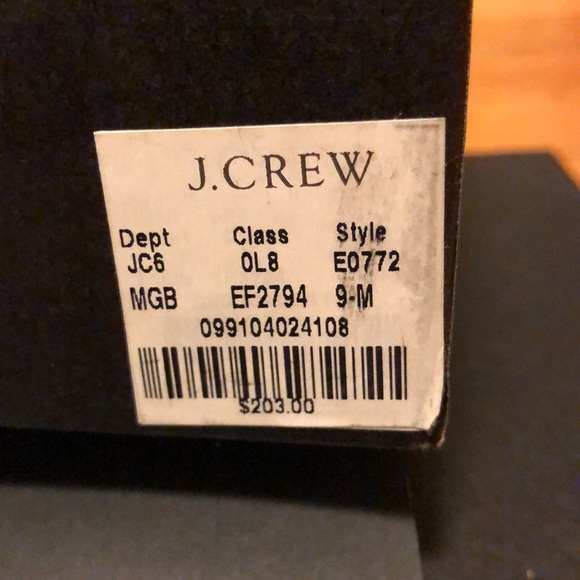 J.CREW
Dept Class Style
JC6 0L8 E0772
MGB EF2794 9-M
099104024108
$203.00